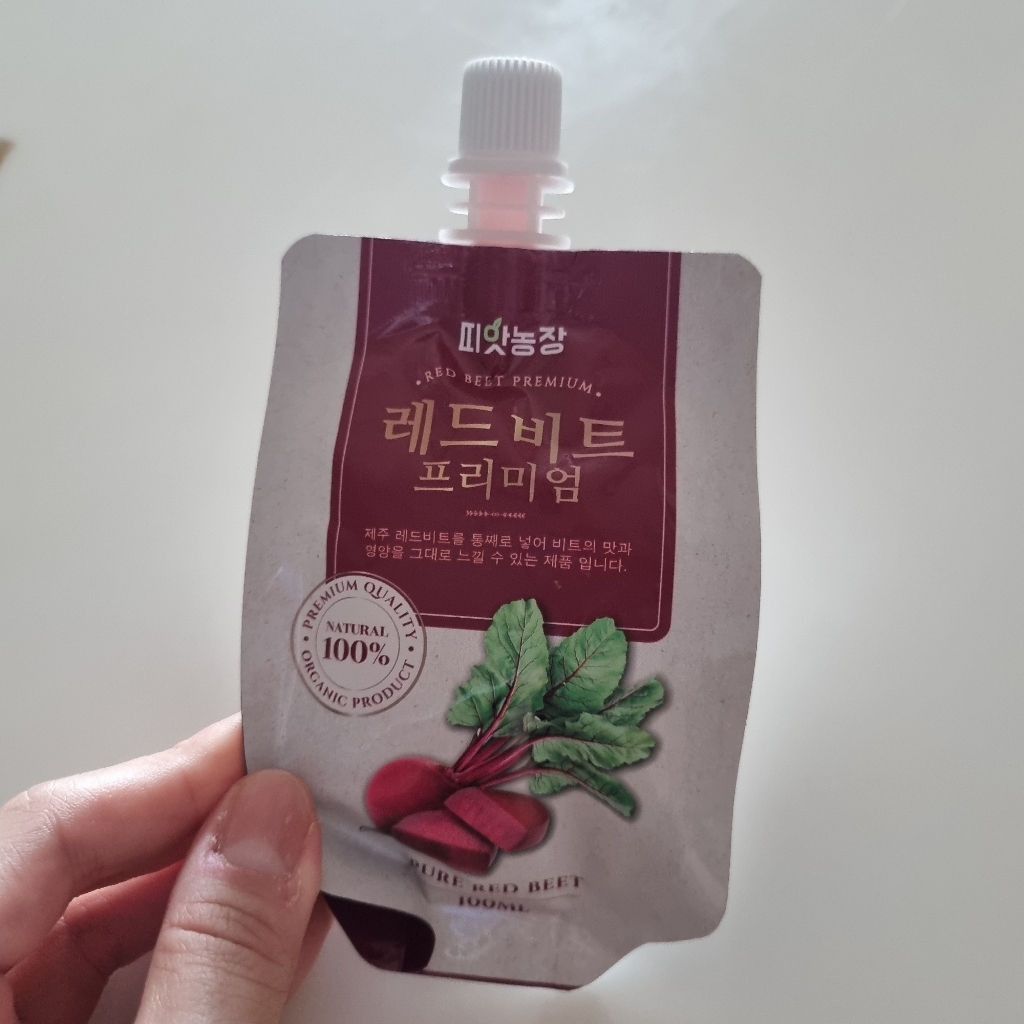 피앗농장
•RED BEET PREMIUM•
레드비트
프리미엄
제주 레드비트를 통째로 넣어 비트의 맛과
영양을 그대로 느낄 수 있는 제품 입니다.
• PREMIUM QUALITY •
NATURAL
100%
ORGANIC PRODUCT
PURE RED BEET
100ML